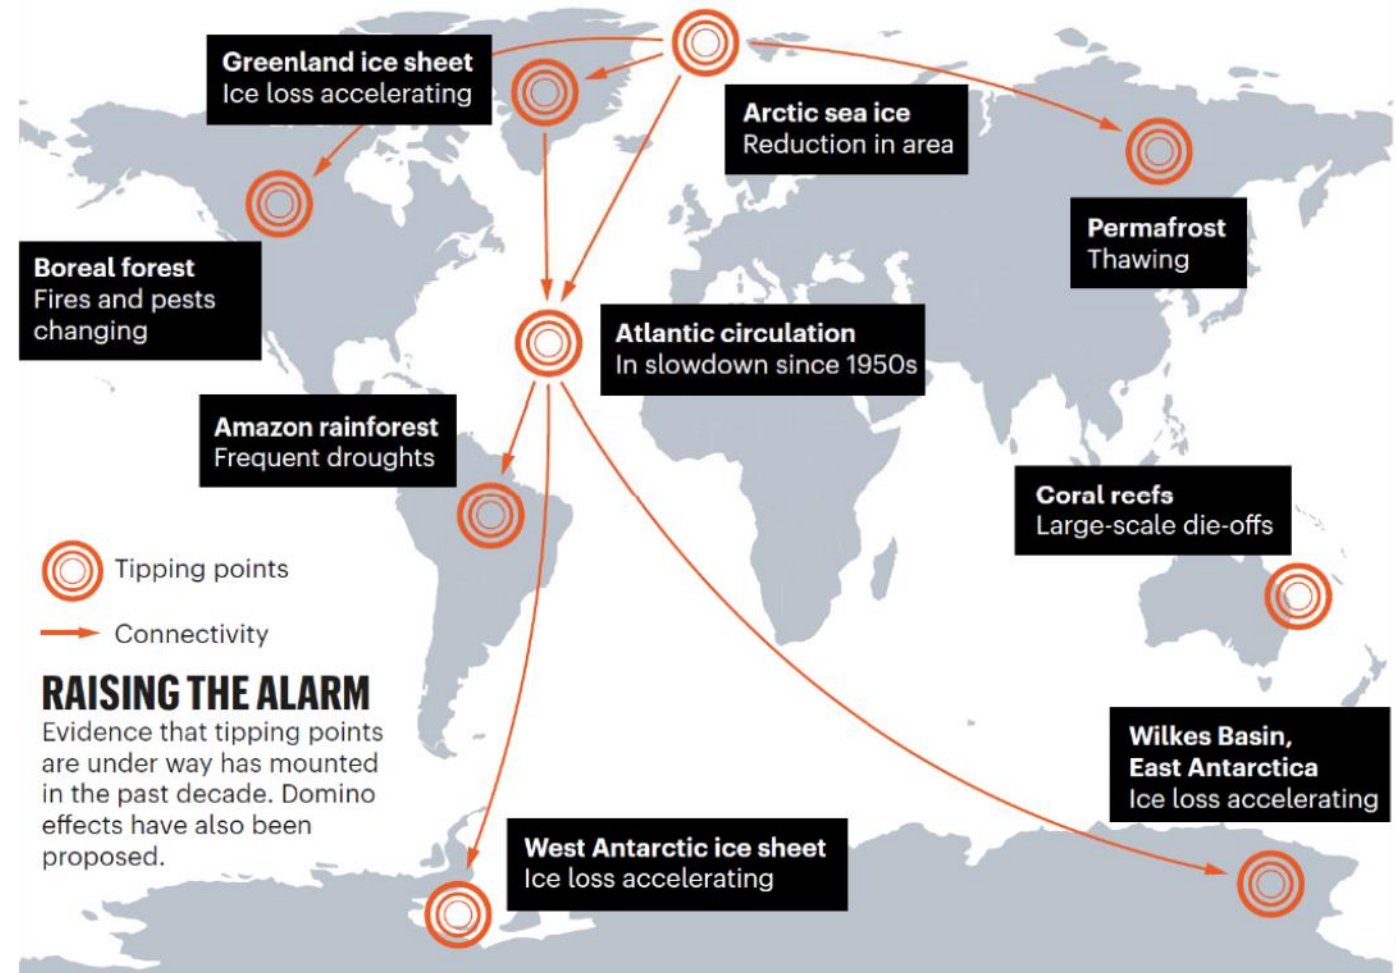 Greenland ice sheet
Ice loss accelerating
Arctic sea ice
Reduction in area
Permafrost
Thawing
Boreal forest
Fires and pests
changing
Atlantic circulation
In slowdown since 1950s
Amazon rainforest
Frequent droughts
Coral reefs
Large-scale die-offs
Tipping points
Connectivity
RAISING THE ALARM
Evidence that tipping points
are under way has mounted
in the past decade. Domino
effects have also been
proposed.
Wilkes Basin,
East Antarctica
Ice loss accelerating
West Antarctic ice sheet
Ice loss accelerating